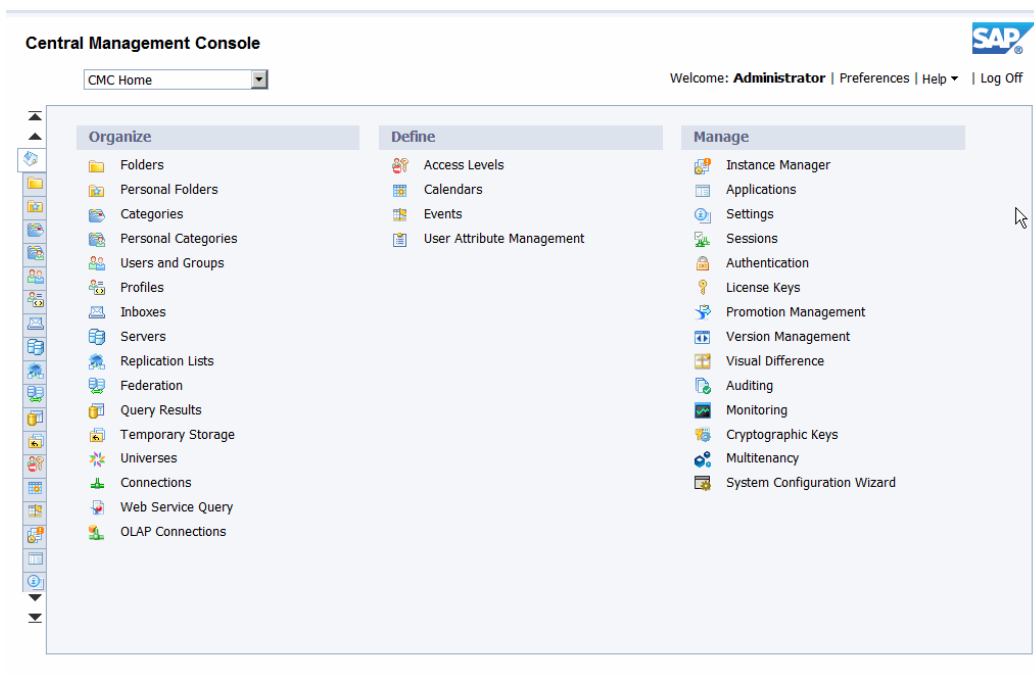 Central Management Console
SAP®
CMC Home
Welcome: Administrator | Preferences | Help | Log Off
Organize
Folders
Personal Folders
Categories
Personal Categories
Users and Groups
Profiles
Inboxes
Servers
Replication Lists
Federation
Query Results
Temporary Storage
Universes
Connections
Web Service Query
OLAP Connections
Define
Access Levels
Calendars
Events
User Attribute Management
Manage
Instance Manager
Applications
Settings
Sessions
Authentication
License Keys
Promotion Management
Version Management
Visual Difference
Auditing
Monitoring
Cryptographic Keys
Multitenancy
System Configuration Wizard